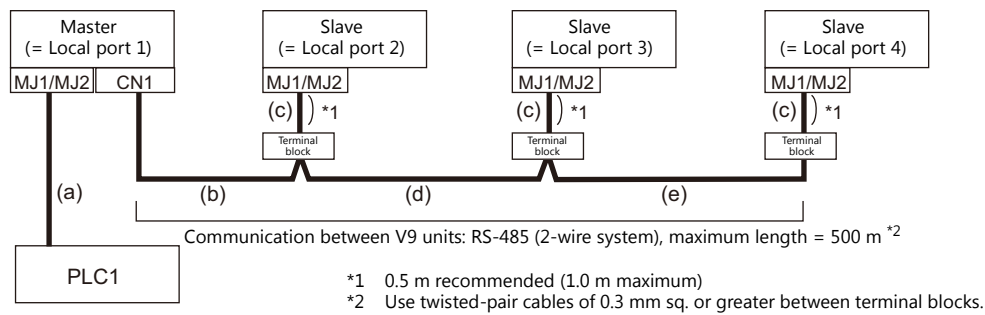 Master
(= Local port 1)
Slave
(= Local port 2)
Slave
(= Local port 3)
Slave
(= Local port 4)
MJ1/MJ2
CN1
MJ1/MJ2
MJ1/MJ2
MJ1/MJ2
(c)
*1
(c)
*1
(c)
*1
Terminal
block
Terminal
block
Terminal
block
(a)
(b)
(d)
(e)
Communication between V9 units: RS-485 (2-wire system), maximum length = 500 m *2
PLC1
*1 0.5 m recommended (1.0 m maximum)
*2 Use twisted-pair cables of 0.3 mm sq. or greater between terminal blocks.